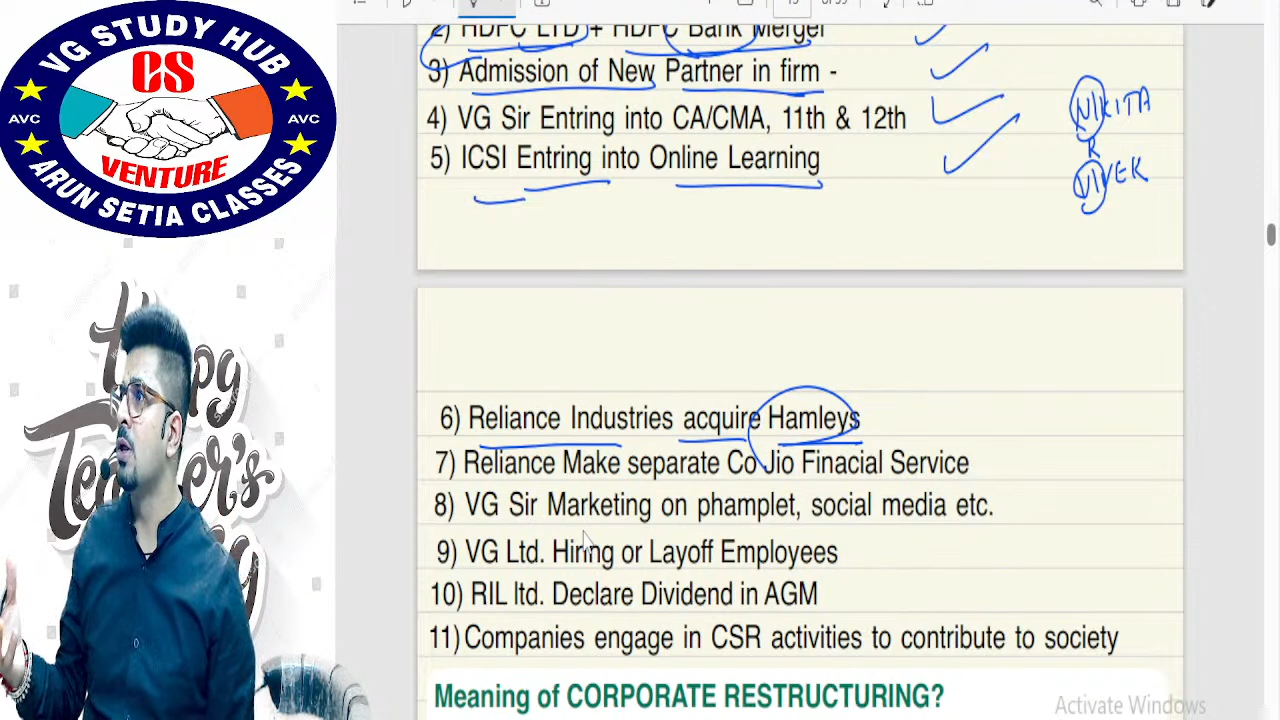 VG STUDY HUB
CS
AVC
AVC
VENTURE
ARUN SETIA CLASSES
2) HDFC LTD + HDFC Bank Merger
3) Admission of New Partner in firm -
4) VG Sir Entring into CA/CMA, 11th & 12th
5) ICSI Entring into Online Learning
NIKITA
R
VIVEK
Happy
Teacher's
6) Reliance Industries acquire Hamleys
7) Reliance Make separate Co Jio Finacial Service
8) VG Sir Marketing on phamplet, social media etc.
9) VG Ltd. Hiring or Layoff Employees
10) RIL ltd. Declare Dividend in AGM
11) Companies engage in CSR activities to contribute to society
Meaning of CORPORATE RESTRUCTURING?
Activate Windows